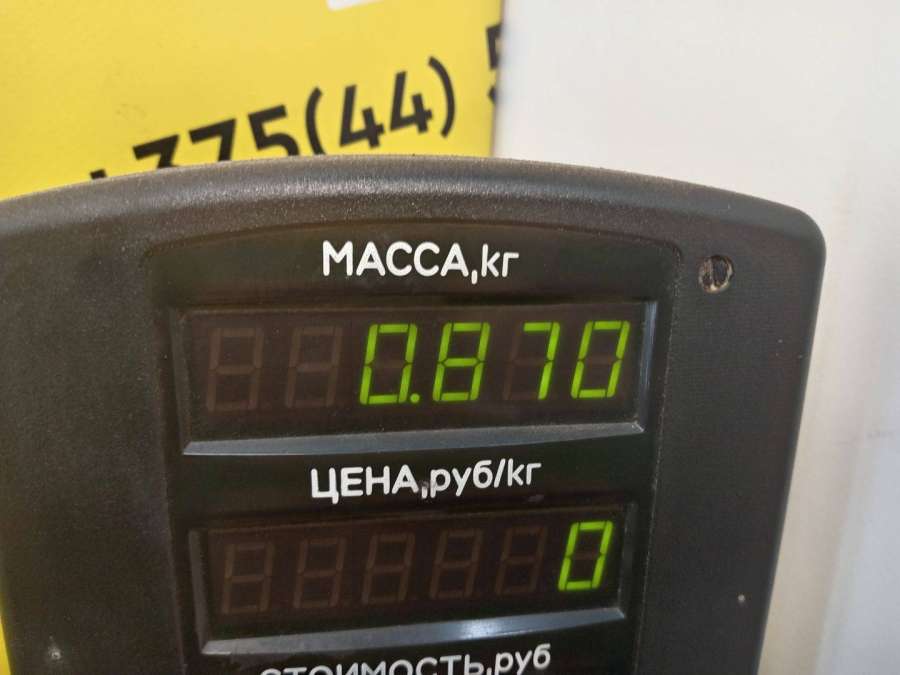 375(44)
МАССА,кг
0.870
ЦЕНА,руб/кг
0
СТОИМОСТЬ,руб